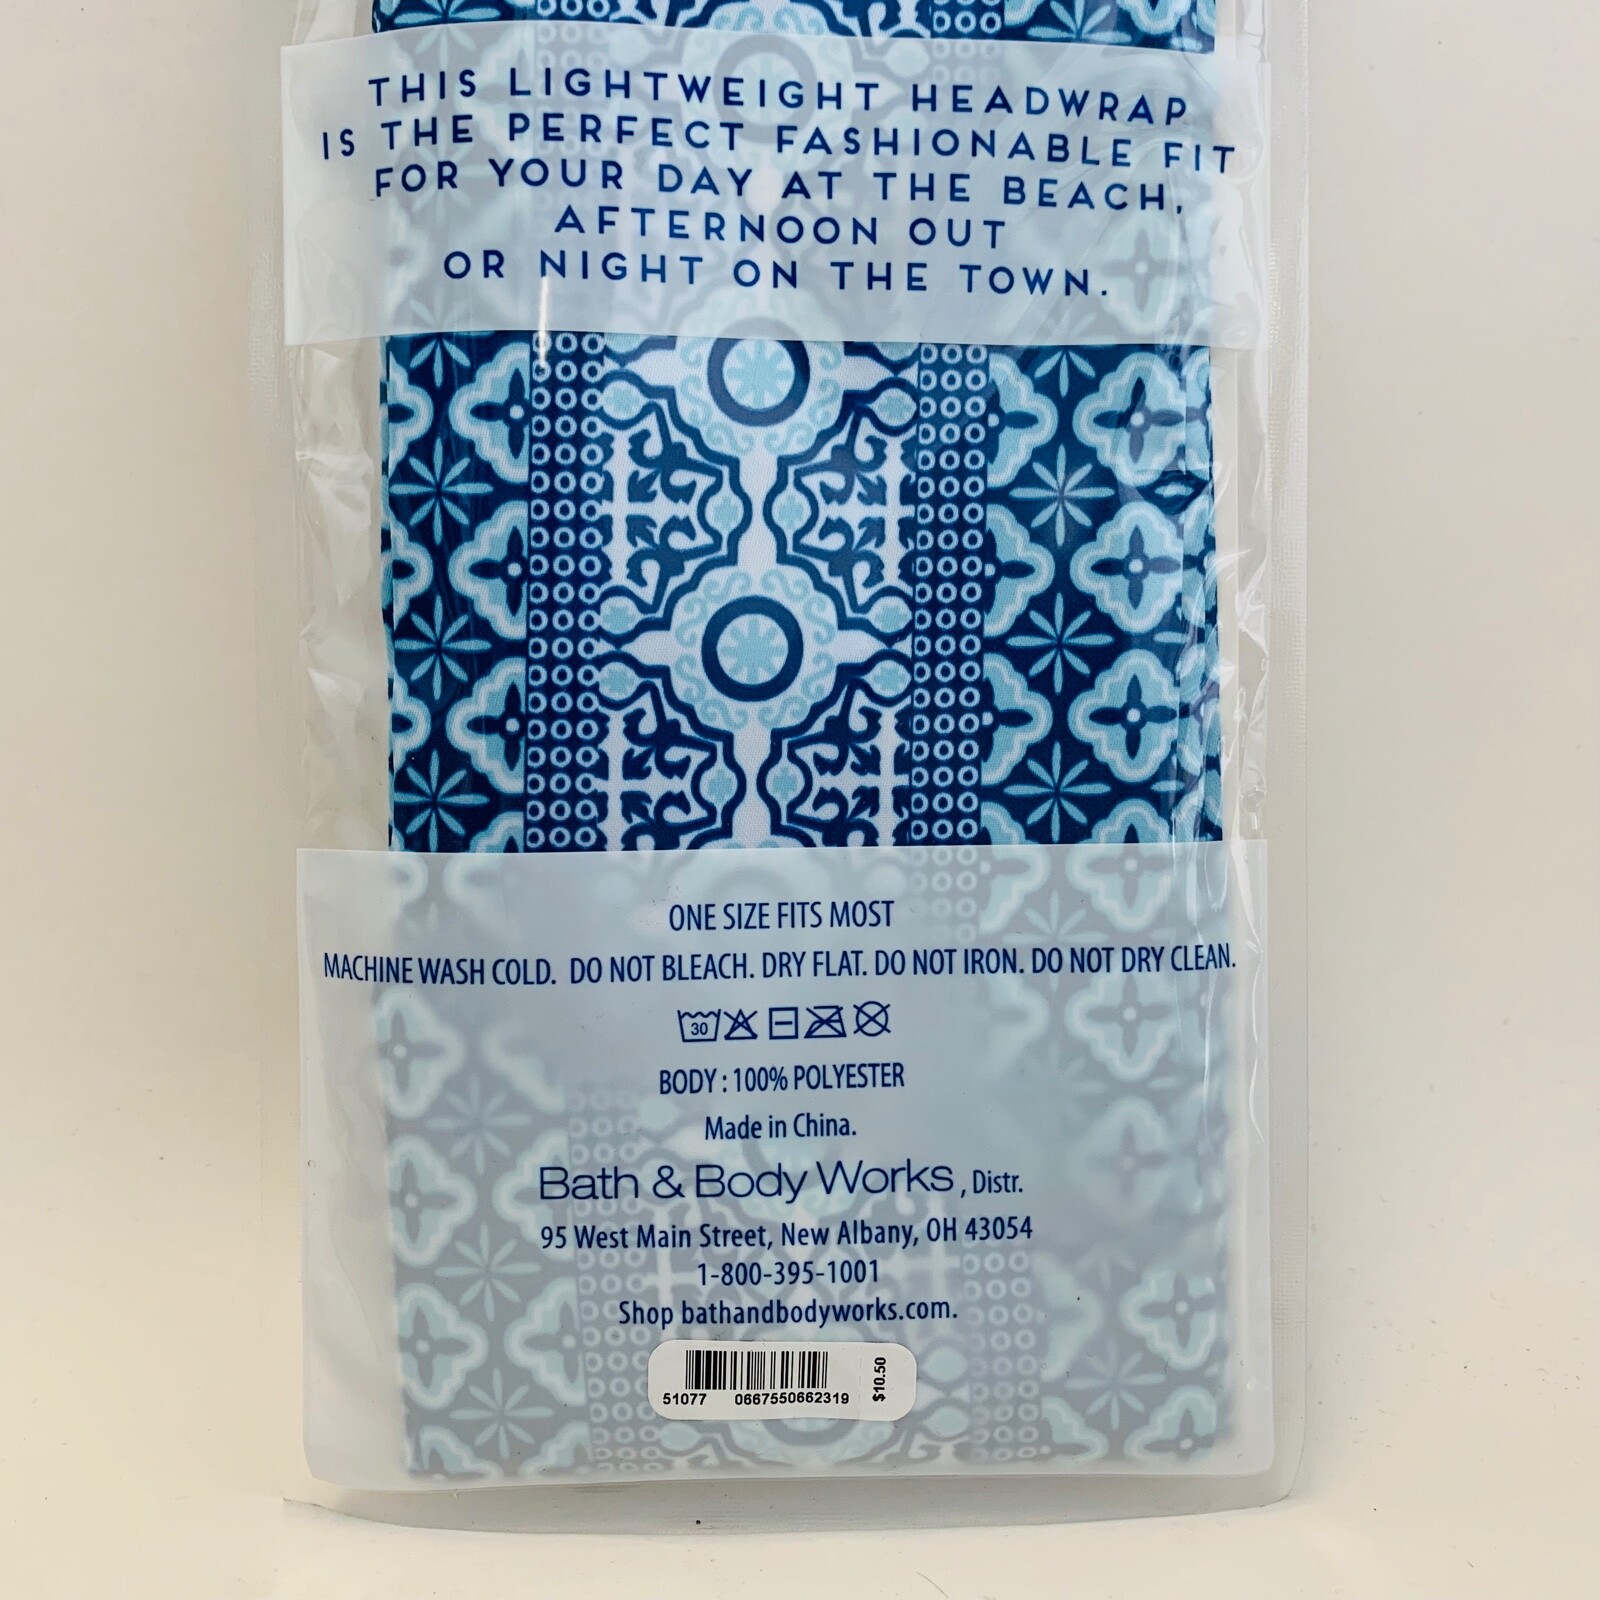 THIS LIGHTWEIGHT HEADWRAP
IS THE PERFECT FASHIONABLE FIT
FOR YOUR DAY AT THE BEACH,
AFTERNOON OUT
OR NIGHT ON THE TOWN.
ONE SIZE FITS MOST
MACHINE WASH COLD. DO NOT BLEACH. DRY FLAT. DO NOT IRON. DO NOT DRY CLEAN.
30
BODY : 100% POLYESTER
Made in China.
Bath & Body Works, Distr.
95 West Main Street, New Albany, OH 43054
1-800-395-1001
Shop bathandbodyworks.com.
51077 0667550662319
$10.50